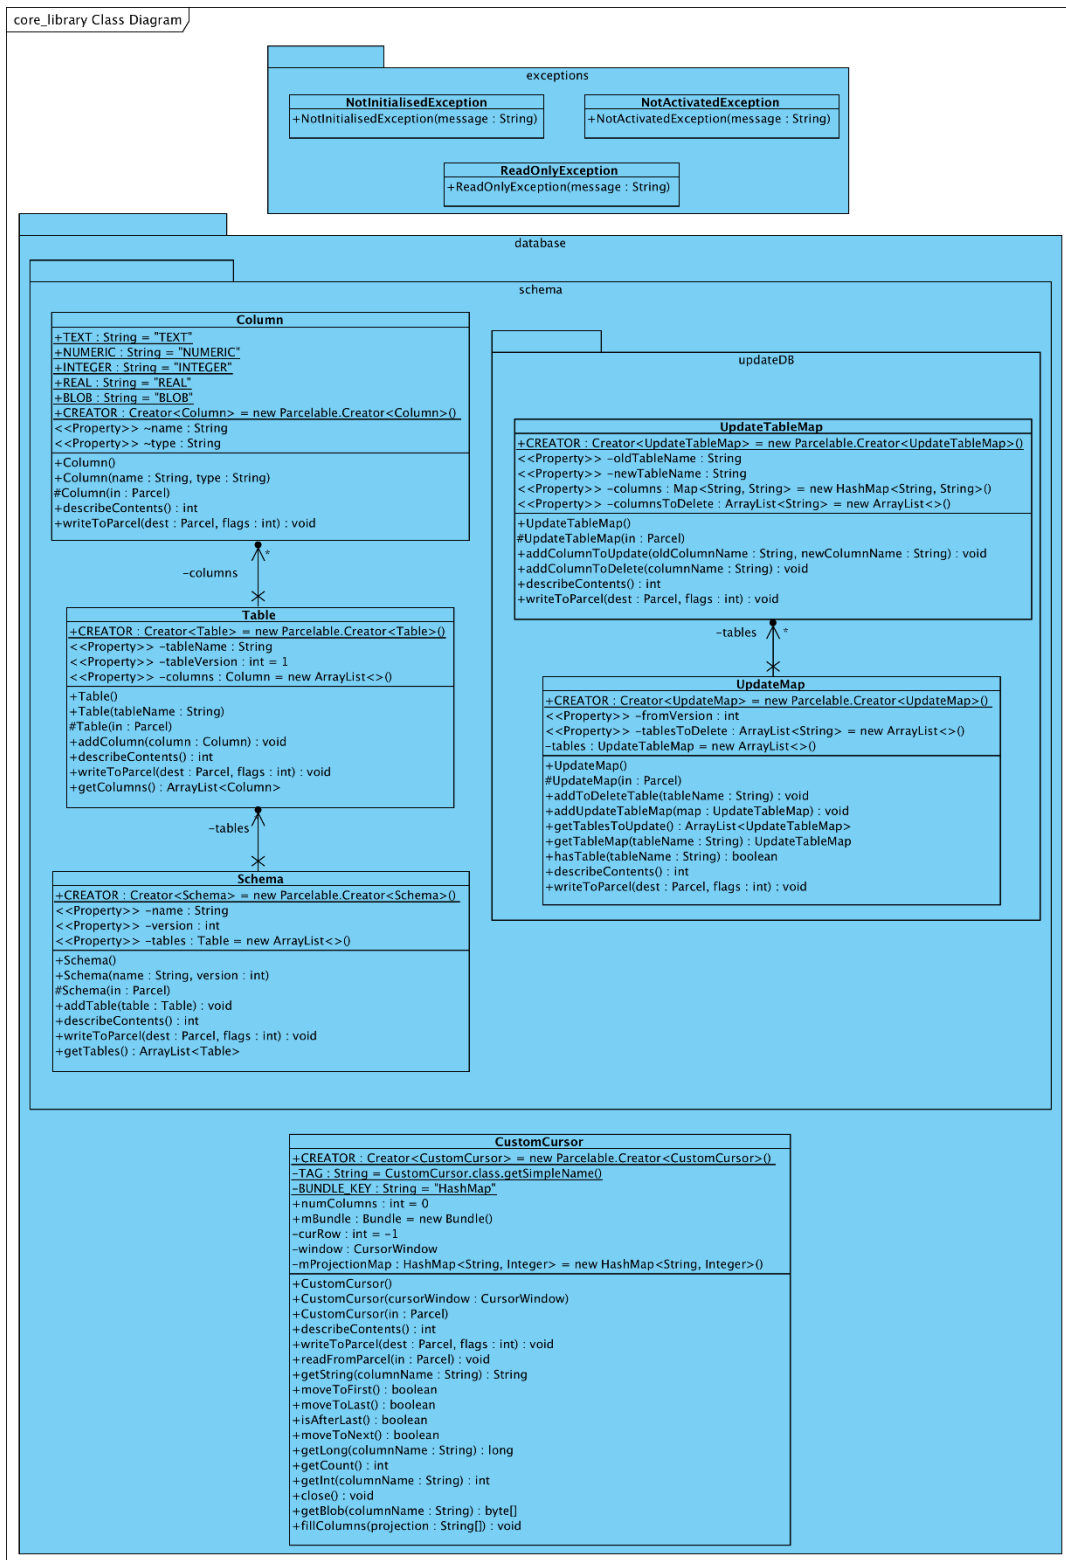 core_library Class Diagram
exceptions
NotInitialisedException
+NotInitialisedException(message : String)
NotActivatedException
+NotActivatedException(message : String)
ReadOnlyException
+ReadOnlyException(message : String)
database
schema
Column
+TEXT : String = "TEXT"
+NUMERIC : String = "NUMERIC"
+INTEGER : String = "INTEGER"
+REAL : String = "REAL"
+BLOB : String = "BLOB"
+CREATOR : Creator<Column> = new Parcelable.Creator<Column>()
<<Property>> ~name : String
<<Property>> ~type : String
+Column()
+Column(name : String, type : String)
#Column(in : Parcel)
+describeContents() : int
+writeToParcel(dest : Parcel, flags : int) : void
*
-columns
Table
+CREATOR : Creator<Table> = new Parcelable.Creator<Table>()
<<Property>> -tableName : String
<<Property>> -tableVersion : int = 1
<<Property>> -columns : Column = new ArrayList<>()
+Table()
+Table(tableName : String)
#Table(in : Parcel)
+addColumn(column : Column) : void
+describeContents() : int
+writeToParcel(dest : Parcel, flags : int) : void
+getColumns() : ArrayList<Column>
*
-tables
Schema
+CREATOR : Creator<Schema> = new Parcelable.Creator<Schema>()
<<Property>> -name : String
<<Property>> -version : int
<<Property>> -tables : Table = new ArrayList<>()
+Schema()
+Schema(name : String, version : int)
#Schema(in : Parcel)
+addTable(table : Table) : void
+describeContents() : int
+writeToParcel(dest : Parcel, flags : int) : void
+getTables() : ArrayList<Table>
updateDB
UpdateTableMap
+CREATOR : Creator<UpdateTableMap> = new Parcelable.Creator<UpdateTableMap>()
<<Property>> -oldTableName : String
<<Property>> -newTableName : String
<<Property>> -columns : Map<String, String> = new HashMap<String, String>()
<<Property>> -columnsToDelete : ArrayList<String> = new ArrayList<>()
+UpdateTableMap()
#UpdateTableMap(in : Parcel)
+addColumnToUpdate(oldColumnName : String, newColumnName : String) : void
+addColumnToDelete(columnName : String) : void
+describeContents() : int
+writeToParcel(dest : Parcel, flags : int) : void
-tables
*
UpdateMap
+CREATOR : Creator<UpdateMap> = new Parcelable.Creator<UpdateMap>()
<<Property>> -fromVersion : int
<<Property>> -tablesToDelete : ArrayList<String> = new ArrayList<>()
-tables : UpdateTableMap = new ArrayList<>()
+UpdateMap()
#UpdateMap(in : Parcel)
+addToDeleteTable(tableName : String) : void
+addUpdateTableMap(map : UpdateTableMap) : void
+getTablesToUpdate() : ArrayList<UpdateTableMap>
+getTableMap(tableName : String) : UpdateTableMap
+hasTable(tableName : String) : boolean
+describeContents() : int
+writeToParcel(dest : Parcel, flags : int) : void
CustomCursor
+CREATOR : Creator<CustomCursor> = new Parcelable.Creator<CustomCursor>()
-TAG : String = CustomCursor.class.getSimpleName()
-BUNDLE_KEY : String = "HashMap"
+numColumns : int = 0
+mBundle : Bundle = new Bundle()
-curRow : int = -1
-window : CursorWindow
-mProjectionMap : HashMap<String, Integer> = new HashMap<String, Integer>()
+CustomCursor()
+CustomCursor(cursorWindow : CursorWindow)
+CustomCursor(in : Parcel)
+describeContents() : int
+writeToParcel(dest : Parcel, flags : int) : void
+readFromParcel(in : Parcel) : void
+getString(columnName : String) : String
+moveToFirst() : boolean
+moveToLast() : boolean
+isAfterLast() : boolean
+moveToNext() : boolean
+getLong(columnName : String) : long
+getCount() : int
+getInt(columnName : String) : int
+close() : void
+getBlob(columnName : String) : byte[]
+fillColumns(projection : String[]) : void